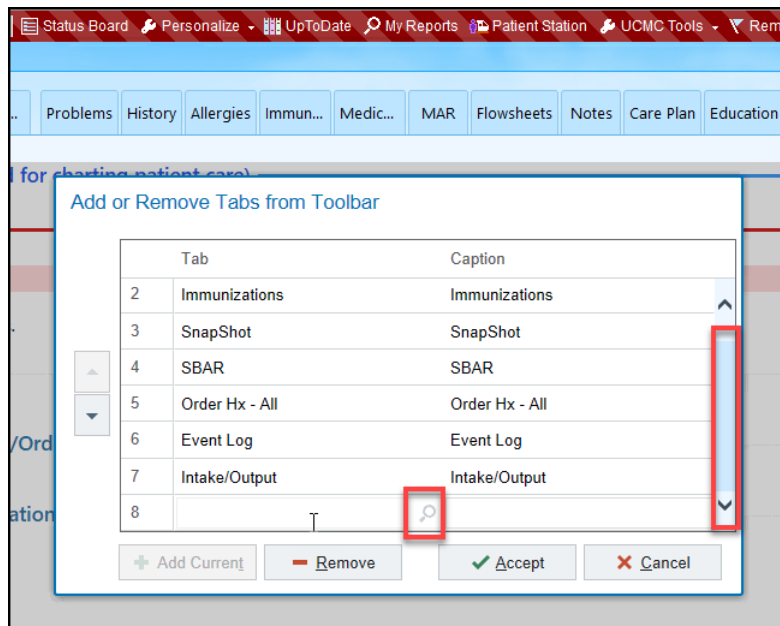 Status Board Personalize UpToDate My Reports Patient Station UCMC Tools Rem
.. Problems History Allergies Immun... Medic... MAR Flowsheets Notes Care Plan Education
for charting patient care)
Add or Remove Tabs from Toolbar
Tab Caption
2 Immunizations Immunizations
3 SnapShot SnapShot
4 SBAR SBAR
5 Order Hx - All Order Hx - All
/Ord
6 Event Log Event Log
7 Intake/Output Intake/Output
8
ation
Add Current Remove Accept Cancel